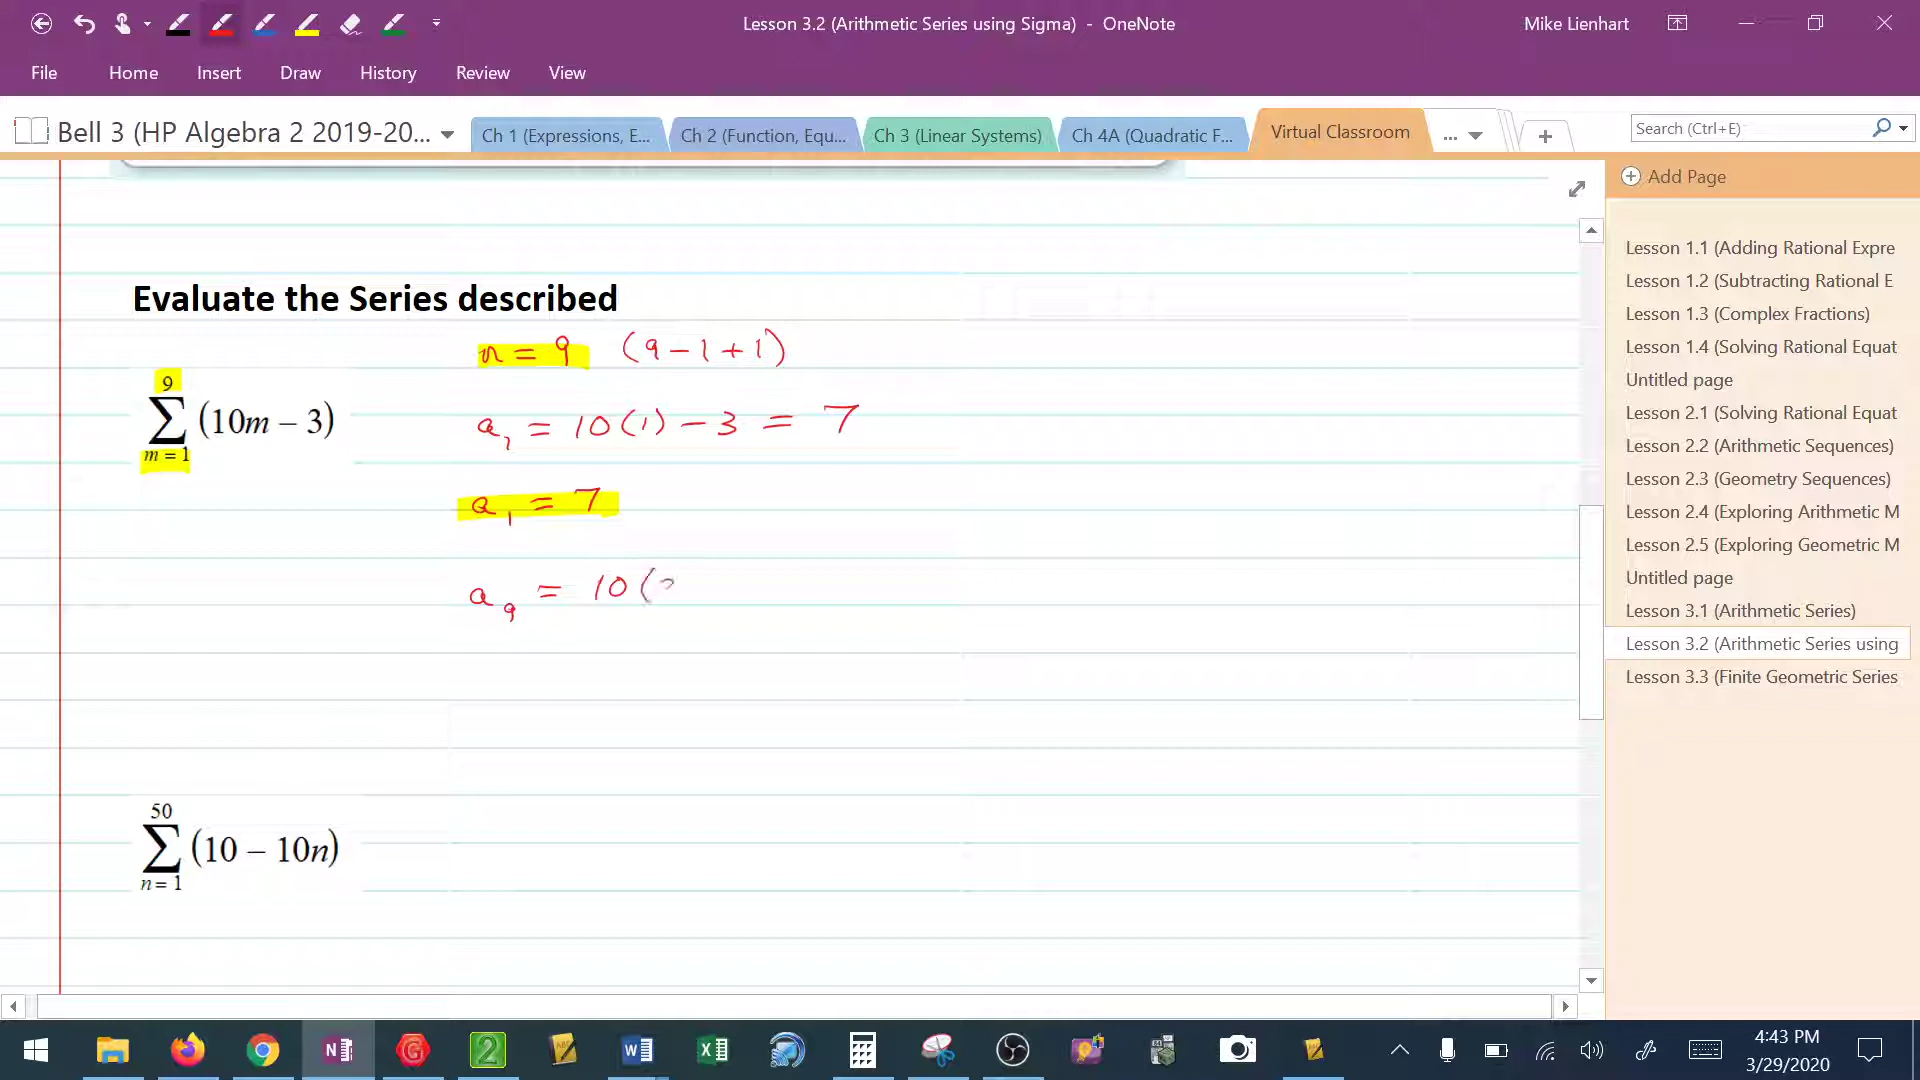 Lesson 3.2 (Arithmetic Series using Sigma) - OneNote
Mike Lienhart
File Home Insert Draw History Review View
Bell 3 (HP Algebra 2 2019-20...
Ch 1 (Expressions, E...
Ch 2 (Function, Equ...
Ch 3 (Linear Systems)
Ch 4A (Quadratic F...
Virtual Classroom
...
Search (Ctrl+E)
Add Page
Lesson 1.1 (Adding Rational Expre
Lesson 1.2 (Subtracting Rational E
Lesson 1.3 (Complex Fractions)
Lesson 1.4 (Solving Rational Equat
Untitled page
Lesson 2.1 (Solving Rational Equat
Lesson 2.2 (Arithmetic Sequences)
Lesson 2.3 (Geometry Sequences)
Lesson 2.4 (Exploring Arithmetic M
Lesson 2.5 (Exploring Geometric M
Untitled page
Lesson 3.1 (Arithmetic Series)
Lesson 3.2 (Arithmetic Series using
Lesson 3.3 (Finite Geometric Series
Evaluate the Series described
n = 9 (9 - 1 + 1)
9
∑ (10m – 3)
m = 1
a₁ = 10(1) - 3 = 7
a₁ = 7
a₉ = 10(
50
∑ (10 – 10n)
n = 1
4:43 PM
3/29/2020